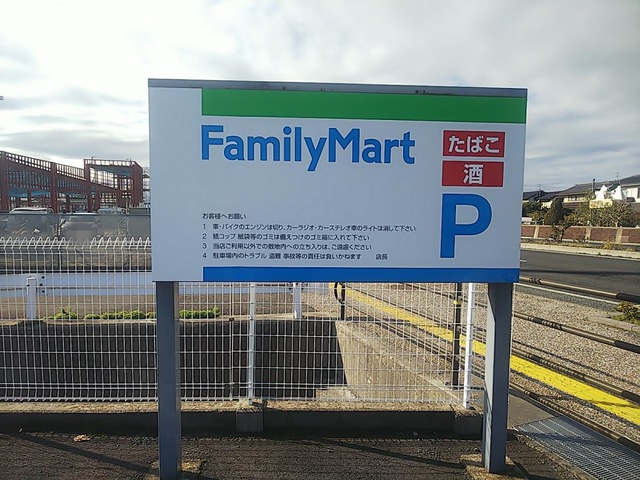 FamilyMart
たばこ
酒
P
お客様へお願い
1 車・バイクのエンジンは切り、カーラジオ・カーステレオ車のライトは消して下さい
2 紙コップ 紙袋等のゴミは備えつけのゴミ箱に入れて下さい
3 当店ご利用以外での敷地内への立ち入りは、ご遠慮ください
4 駐車場内のトラブル 盗難 事故等の責任は負いかねます 店長